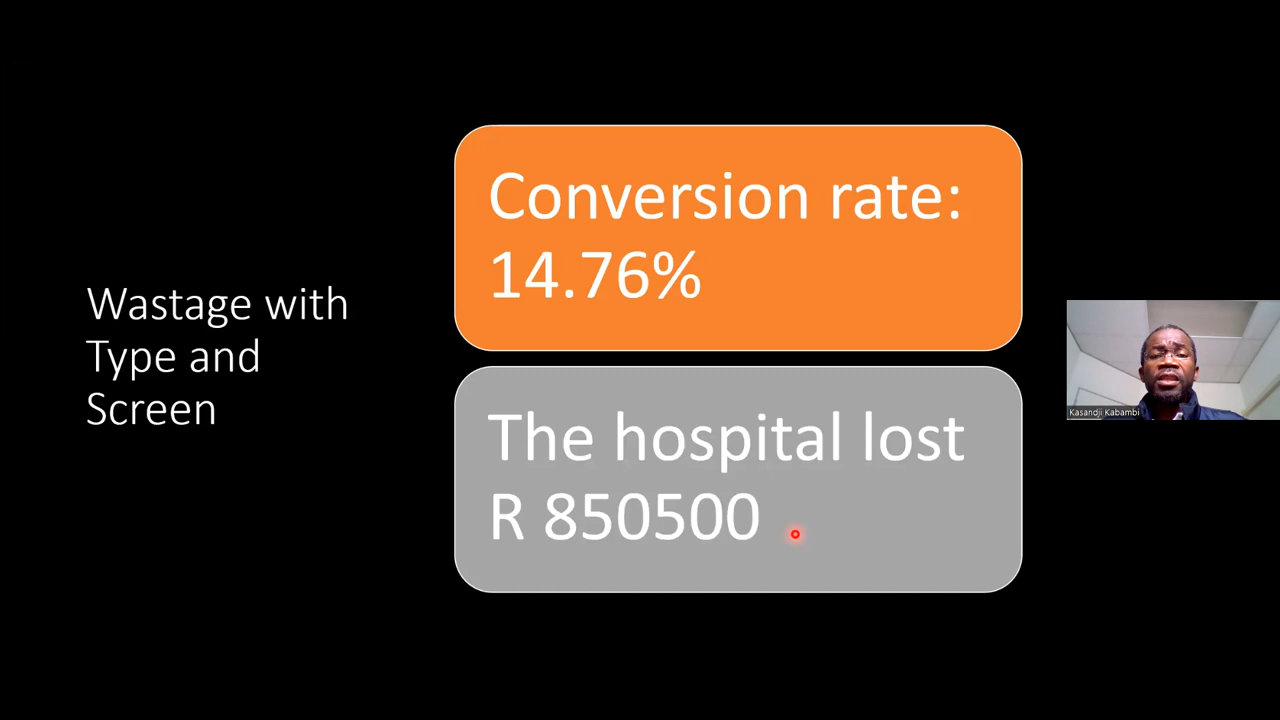 Wastage with
Type and
Screen
Conversion rate:
14.76%
The hospital lost
R 850500
Kasandji Kabambi